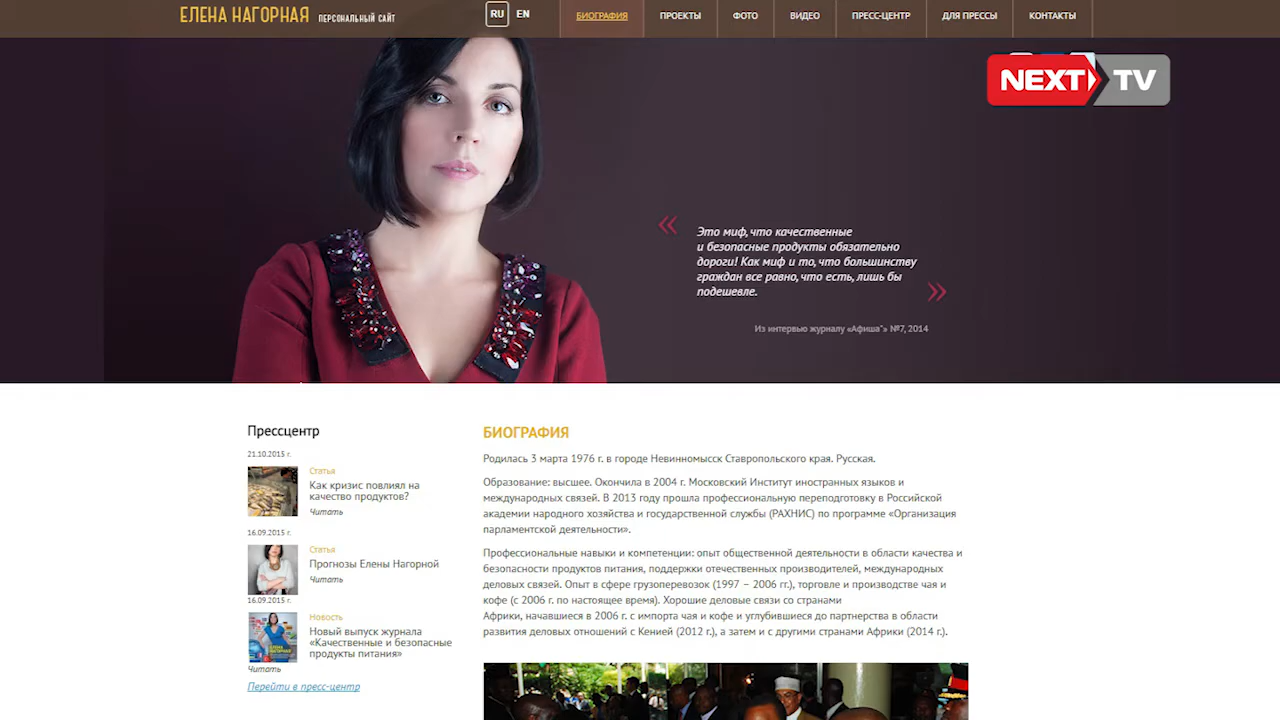 ЕЛЕНА НАГОРНАЯ ПЕРСОНАЛЬНЫЙ САЙТ
RU EN
БИОГРАФИЯ ПРОЕКТЫ ФОТО ВИДЕО ПРЕСС-ЦЕНТР ДЛЯ ПРЕССЫ КОНТАКТЫ
NEXT TV
« Это миф, что качественные
и безопасные продукты обязательно
дороги! Как миф и то, что большинству
граждан все равно, что есть, лишь бы
подешевле. »
Из интервью журналу «Афиша"» №7, 2014
Прессцентр
21.10.2015 г.
Статья
Как кризис повлиял на
качество продуктов?
Читать
16.09.2015 г.
Статья
Прогнозы Елены Нагорной
Читать
16.09.2015 г.
Новость
Новый выпуск журнала
«Качественные и безопасные
продукты питания»
Читать
Перейти в пресс-центр
БИОГРАФИЯ
Родилась 3 марта 1976 г. в городе Невинномысск Ставропольского края. Русская.
Образование: высшее. Окончила в 2004 г. Московский Институт иностранных языков и
международных связей. В 2013 году прошла профессиональную переподготовку в Российской
академии народного хозяйства и государственной службы (РАХНИС) по программе «Организация
парламентской деятельности».
Профессиональные навыки и компетенции: опыт общественной деятельности в области качества и
безопасности продуктов питания, поддержки отечественных производителей, международных
деловых связей. Опыт в сфере грузоперевозок (1997 – 2006 гг.), торговле и производстве чая и
кофе (с 2006 г. по настоящее время). Хорошие деловые связи со странами
Африки, начавшиеся в 2006 г. с импорта чая и кофе и углубившиеся до партнерства в области
развития деловых отношений с Кенией (2012 г.), а затем и с другими странами Африки (2014 г.).